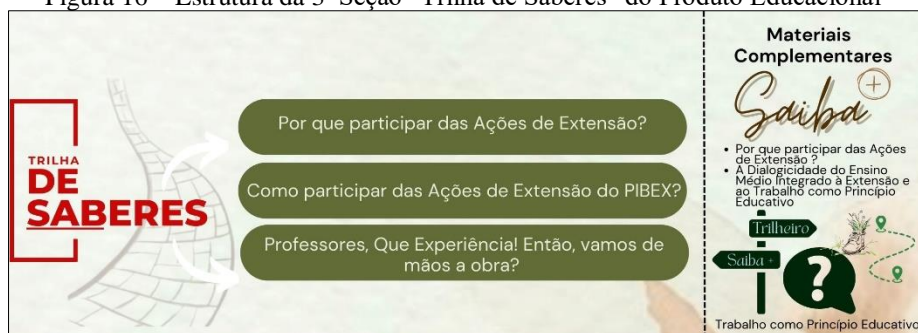 Figura 16 – Estrutura da 3ª Seção "Trilha de Saberes" do Produto Educacional
TRILHA
DE
SABERES
Por que participar das Ações de Extensão?
Como participar das Ações de Extensão do PIBEX?
Professores, Que Experiência! Então, vamos de
mãos a obra?
Materiais
Complementares
Saiba +
• Por que participar das Ações
de Extensão ?
• A Dialogicidade do Ensino
Médio Integrado à Extensão e
ao Trabalho como Princípio
Educativo
Trilheiro
Saiba +
?
Trabalho como Princípio Educativo